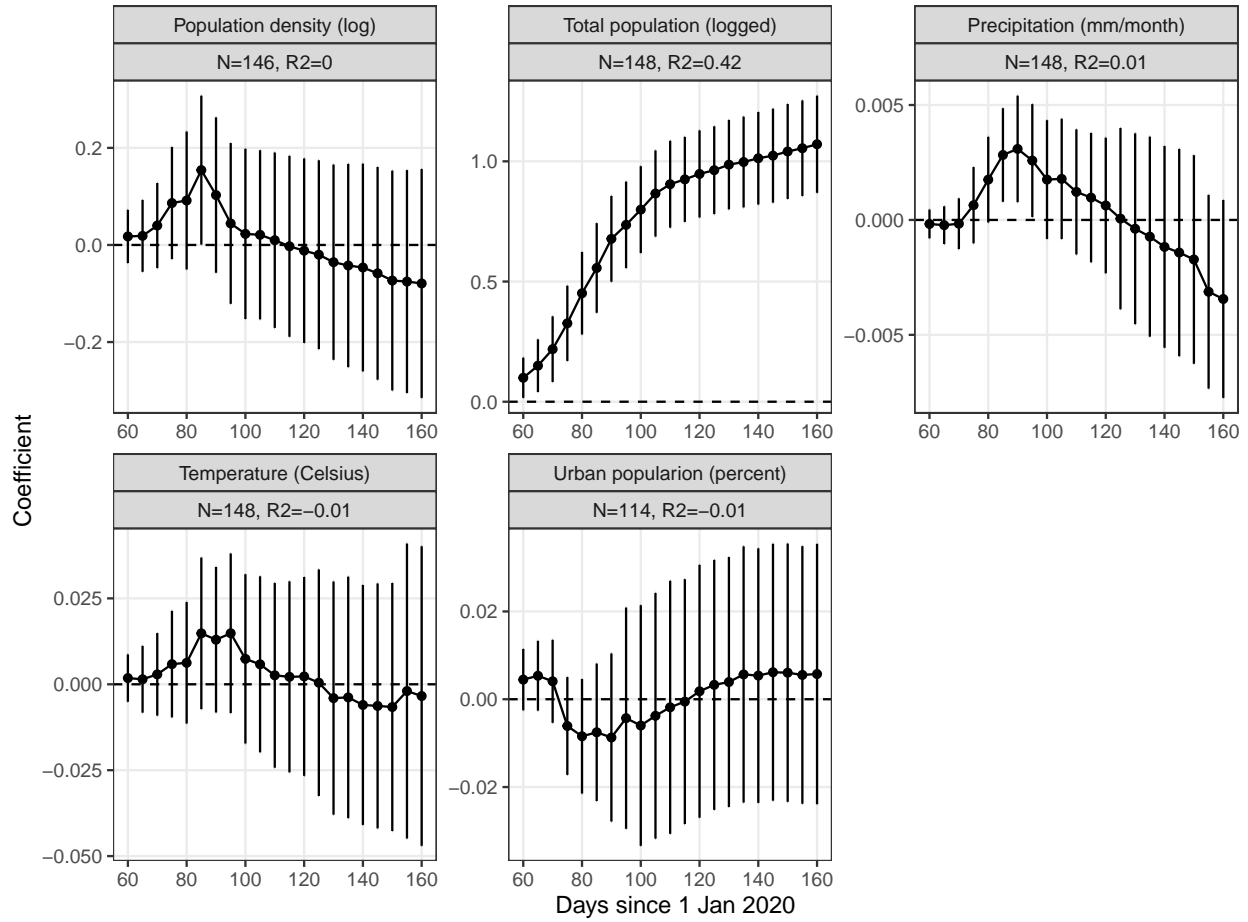 Population density (log)
N=146, R2=0
Total population (logged)
N=148, R2=0.42
Precipitation (mm/month)
N=148, R2=0.01
0.2
0.0
−0.2
1.0
0.5
0.0
0.005
0.000
−0.005
60 80 100 120 140 160
60 80 100 120 140 160
60 80 100 120 140 160
Coefficient
Temperature (Celsius)
N=148, R2=−0.01
Urban popularion (percent)
N=114, R2=−0.01
0.025
0.000
−0.025
−0.050
0.02
0.00
−0.02
60 80 100 120 140 160
60 80 100 120 140 160
Days since 1 Jan 2020